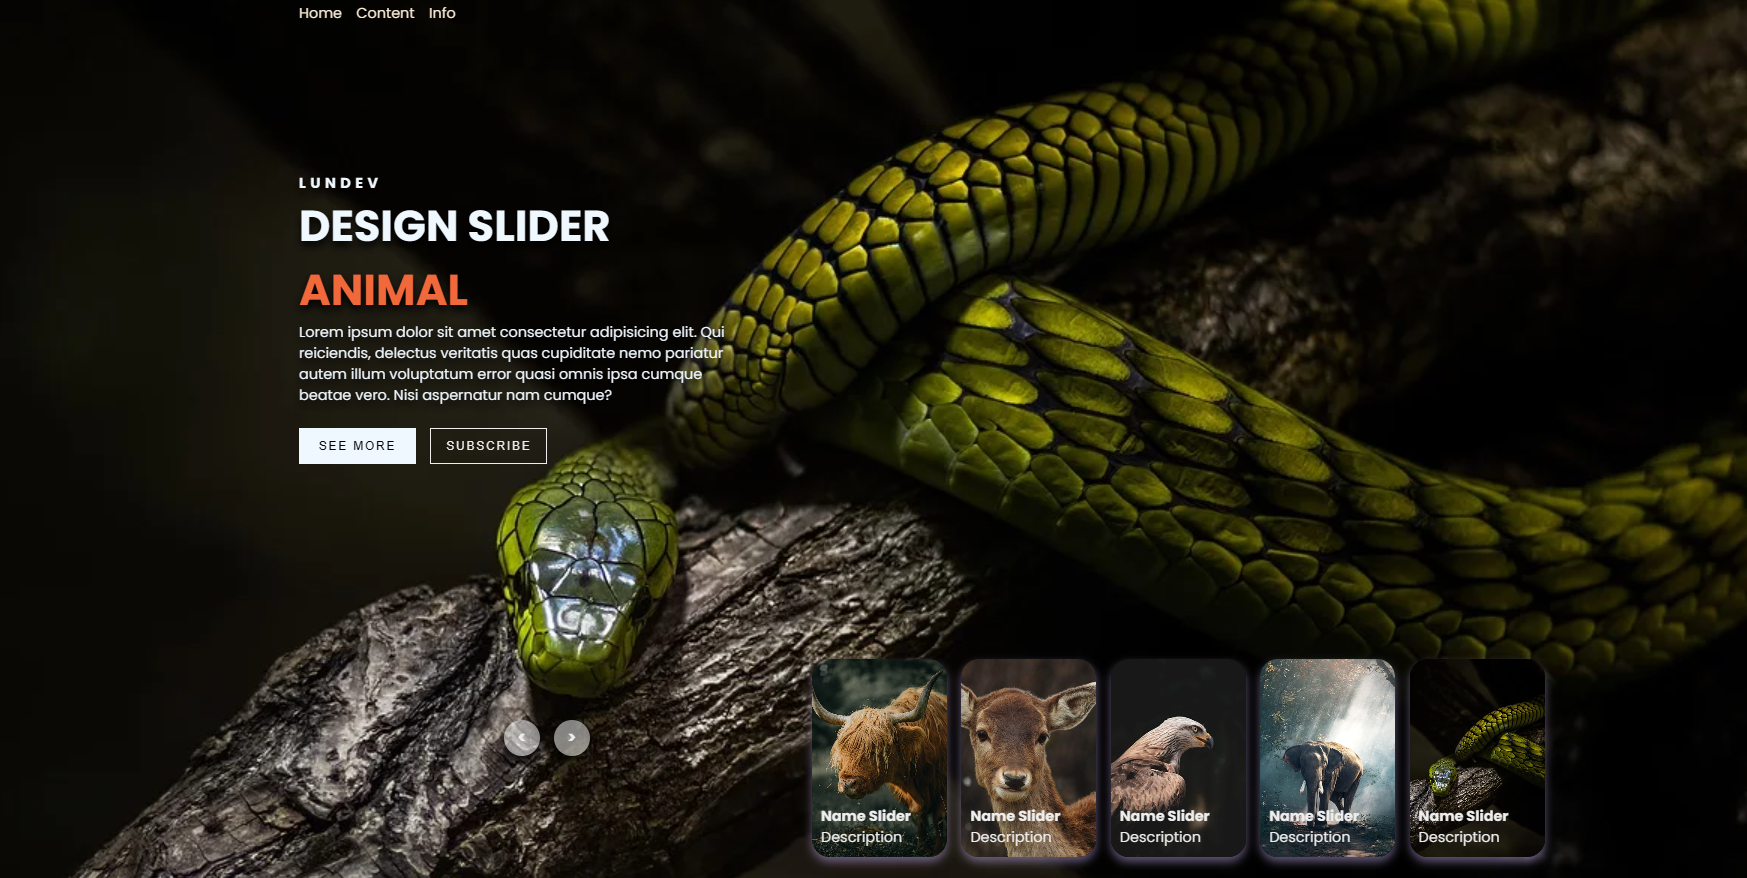 Home Content Info
LUNDEV
DESIGN SLIDER
ANIMAL
Lorem ipsum dolor sit amet consectetur adipisicing elit. Qui
reiciendis, delectus veritatis quas cupiditate nemo pariatur
autem illum voluptatum error quasi omnis ipsa cumque
beatae vero. Nisi aspernatur nam cumque?
SEE MORE SUBSCRIBE
< >
Name Slider Name Slider Name Slider Name Slider Name Slider
Description Description Description Description Description